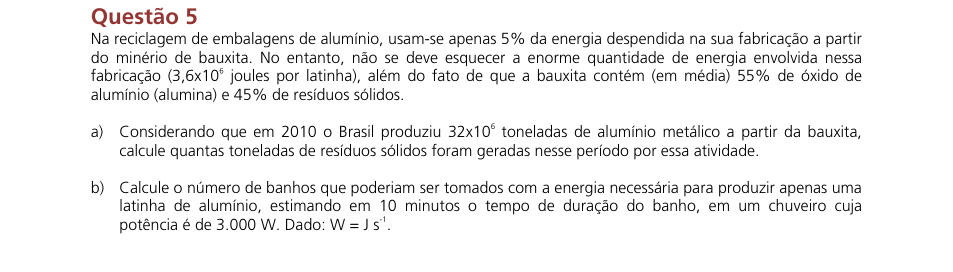 Questão 5
Na reciclagem de embalagens de alumínio, usam-se apenas 5% da energia despendida na sua fabricação a partir
do minério de bauxita. No entanto, não se deve esquecer a enorme quantidade de energia envolvida nessa
fabricação (3,6x10⁶ joules por latinha), além do fato de que a bauxita contém (em média) 55% de óxido de
alumínio (alumina) e 45% de resíduos sólidos.
a) Considerando que em 2010 o Brasil produziu 32x10⁶ toneladas de alumínio metálico a partir da bauxita,
calcule quantas toneladas de resíduos sólidos foram geradas nesse período por essa atividade.
b) Calcule o número de banhos que poderiam ser tomados com a energia necessária para produzir apenas uma
latinha de alumínio, estimando em 10 minutos o tempo de duração do banho, em um chuveiro cuja
potência é de 3.000 W. Dado: W = J s⁻¹.